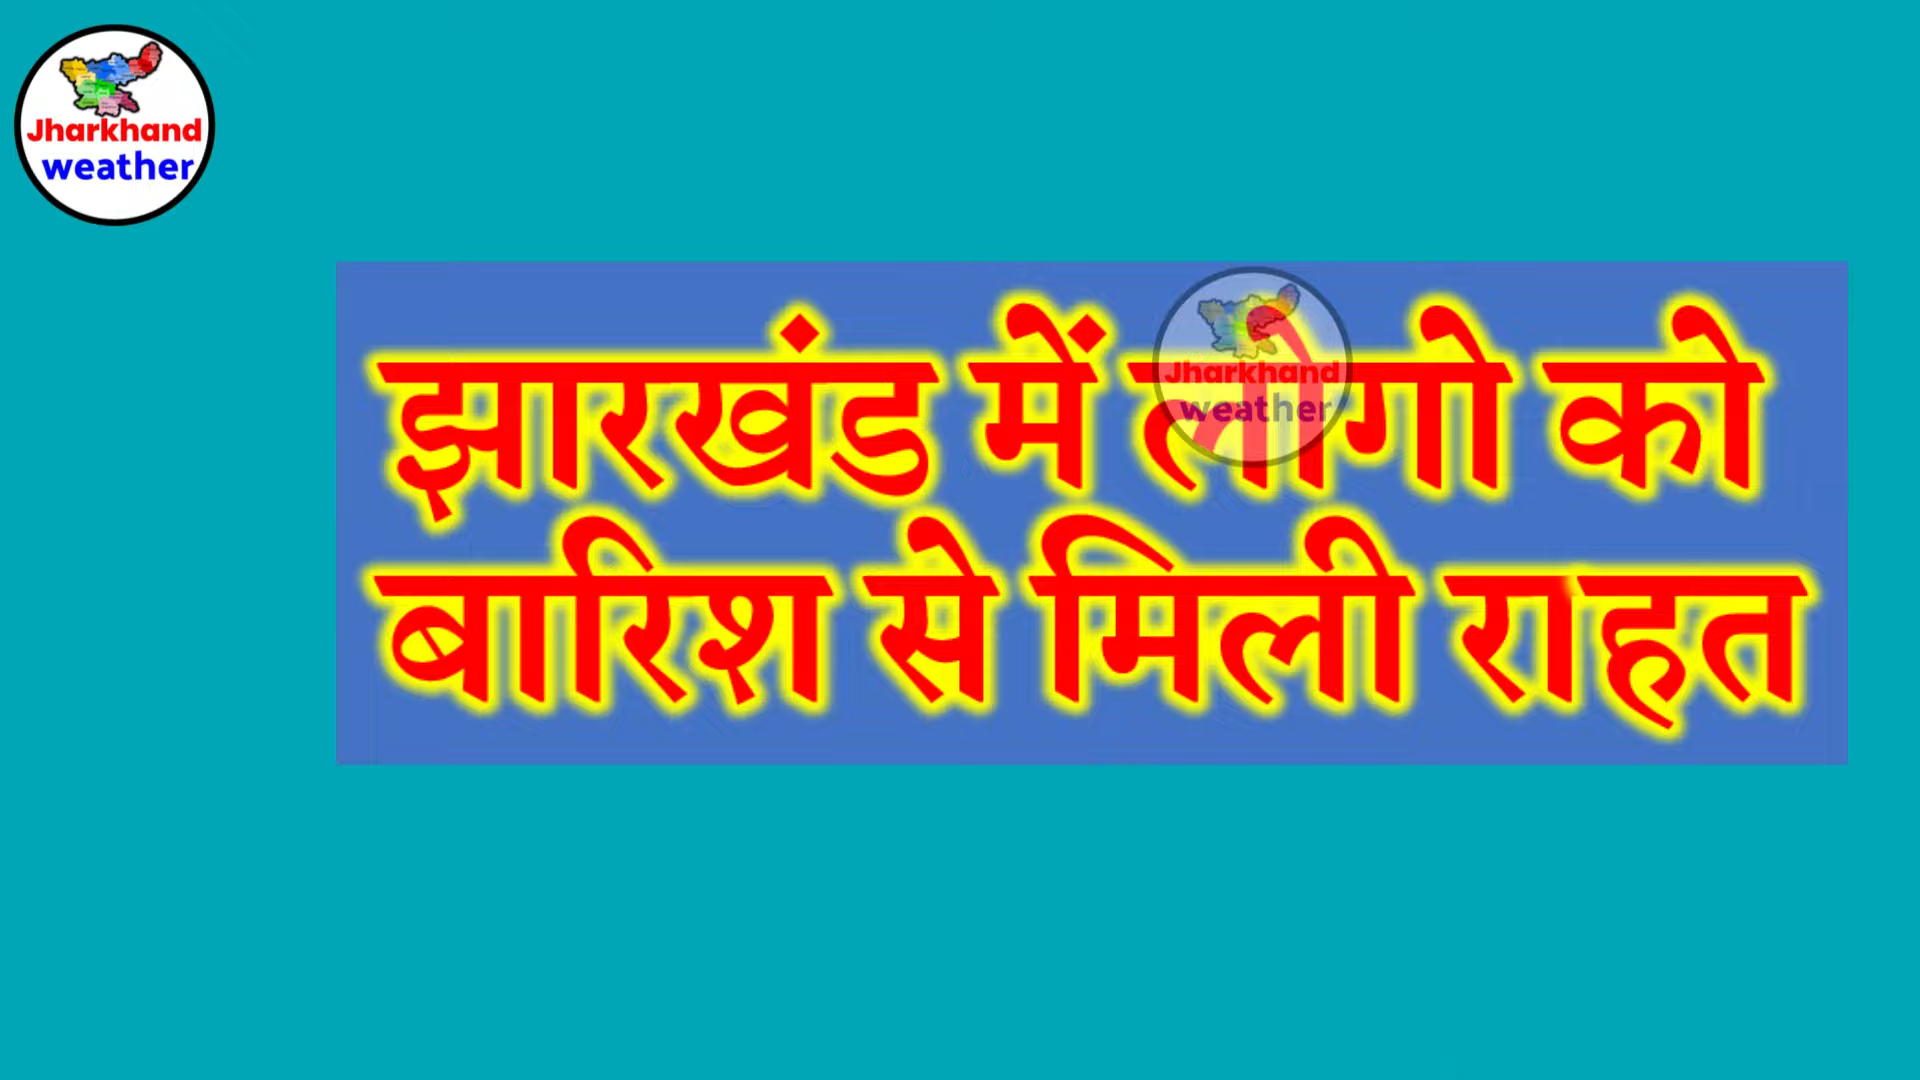 Jharkhand
weather
झारखंड में लोगो को
Jharkhand
weather
बारिश से मिली राहत